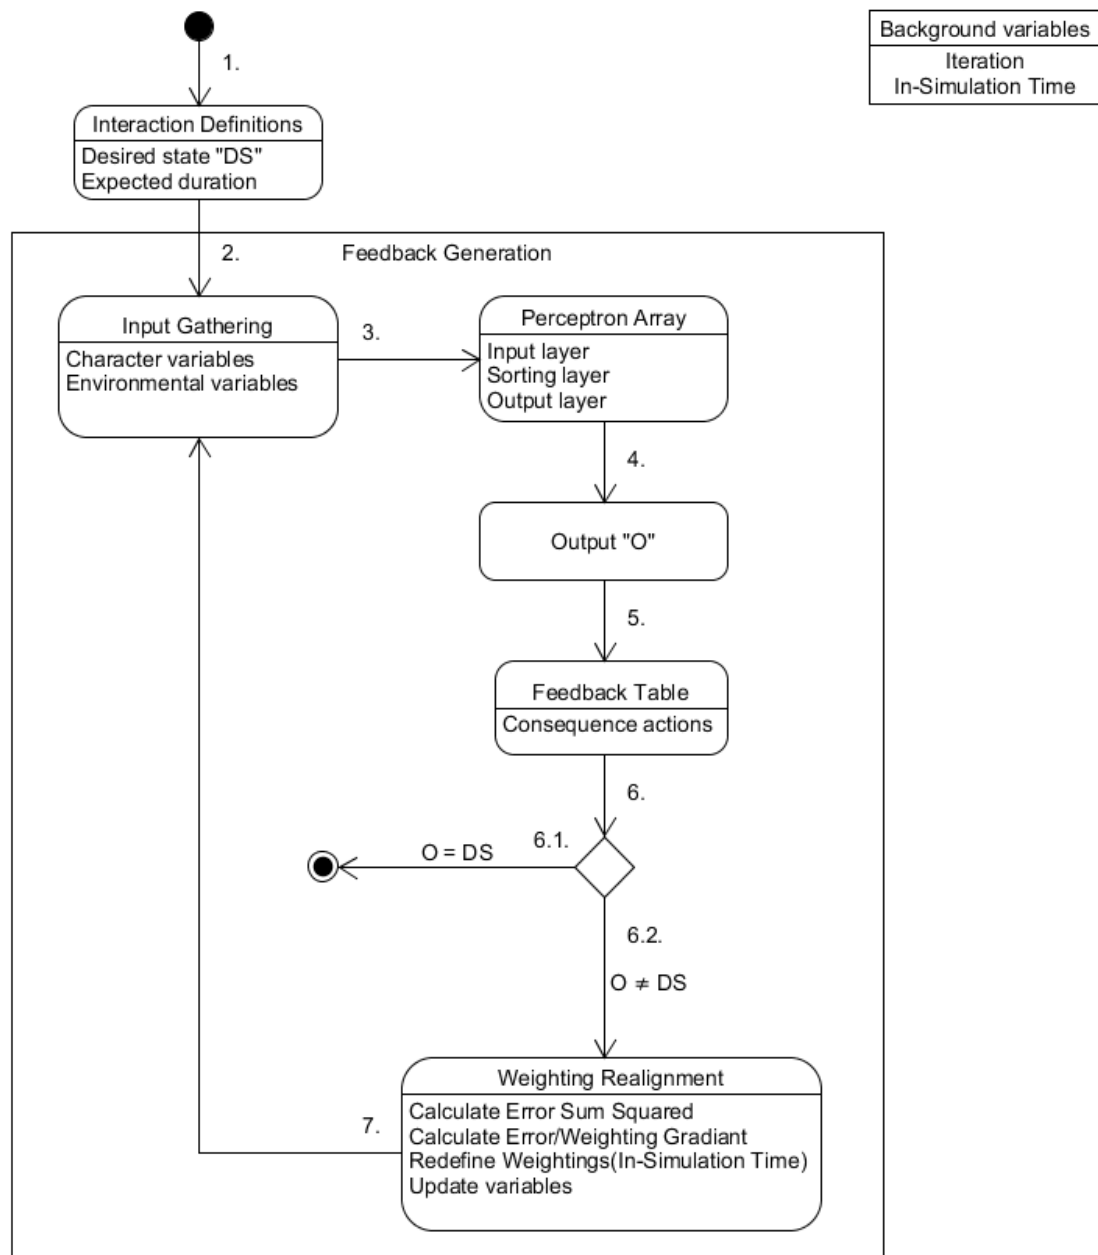 1.
Background variables
Iteration
In-Simulation Time
Interaction Definitions
Desired state "DS"
Expected duration
2.
Feedback Generation
Input Gathering
Character variables
Environmental variables
3.
Perceptron Array
Input layer
Sorting layer
Output layer
4.
Output "O"
5.
Feedback Table
Consequence actions
6.
6.1.
O = DS
6.2.
O ≠ DS
Weighting Realignment
Calculate Error Sum Squared
Calculate Error/Weighting Gradiant
Redefine Weightings(In-Simulation Time)
Update variables
7.